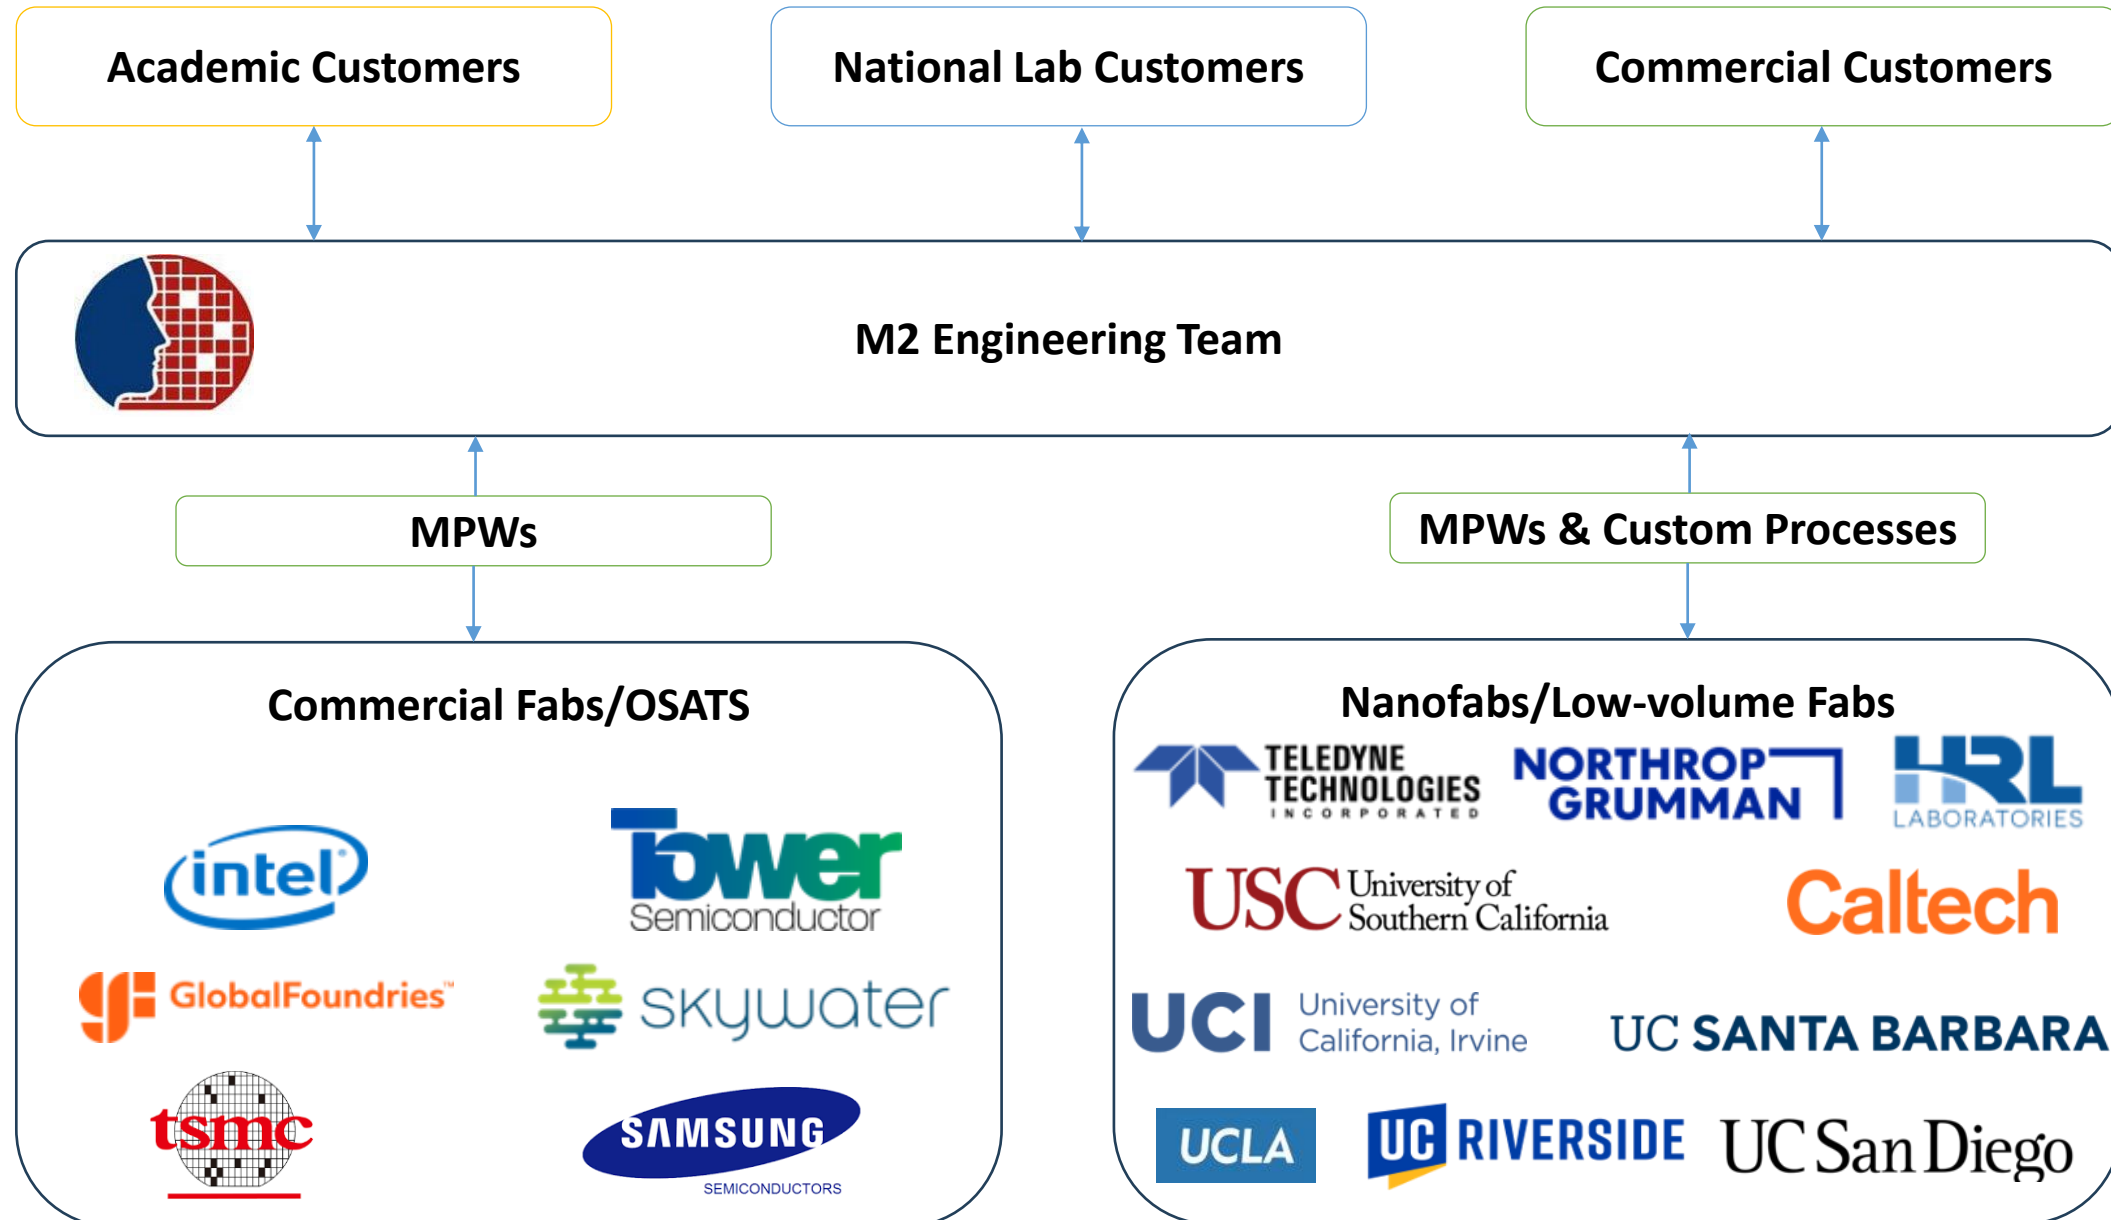 Academic Customers
National Lab Customers
Commercial Customers
M2 Engineering Team
MPWs
MPWs & Custom Processes
Commercial Fabs/OSATS
intel
Tower
Semiconductor
GlobalFoundries™
skywater
tsmc
SAMSUNG
SEMICONDUCTORS
Nanofabs/Low-volume Fabs
TELEDYNE
TECHNOLOGIES
INCORPORATED
NORTHROP
GRUMMAN
HRL
LABORATORIES
USC University of
Southern California
Caltech
UCI University of
California, Irvine
UC SANTA BARBARA
UCLA
UC RIVERSIDE
UC San Diego